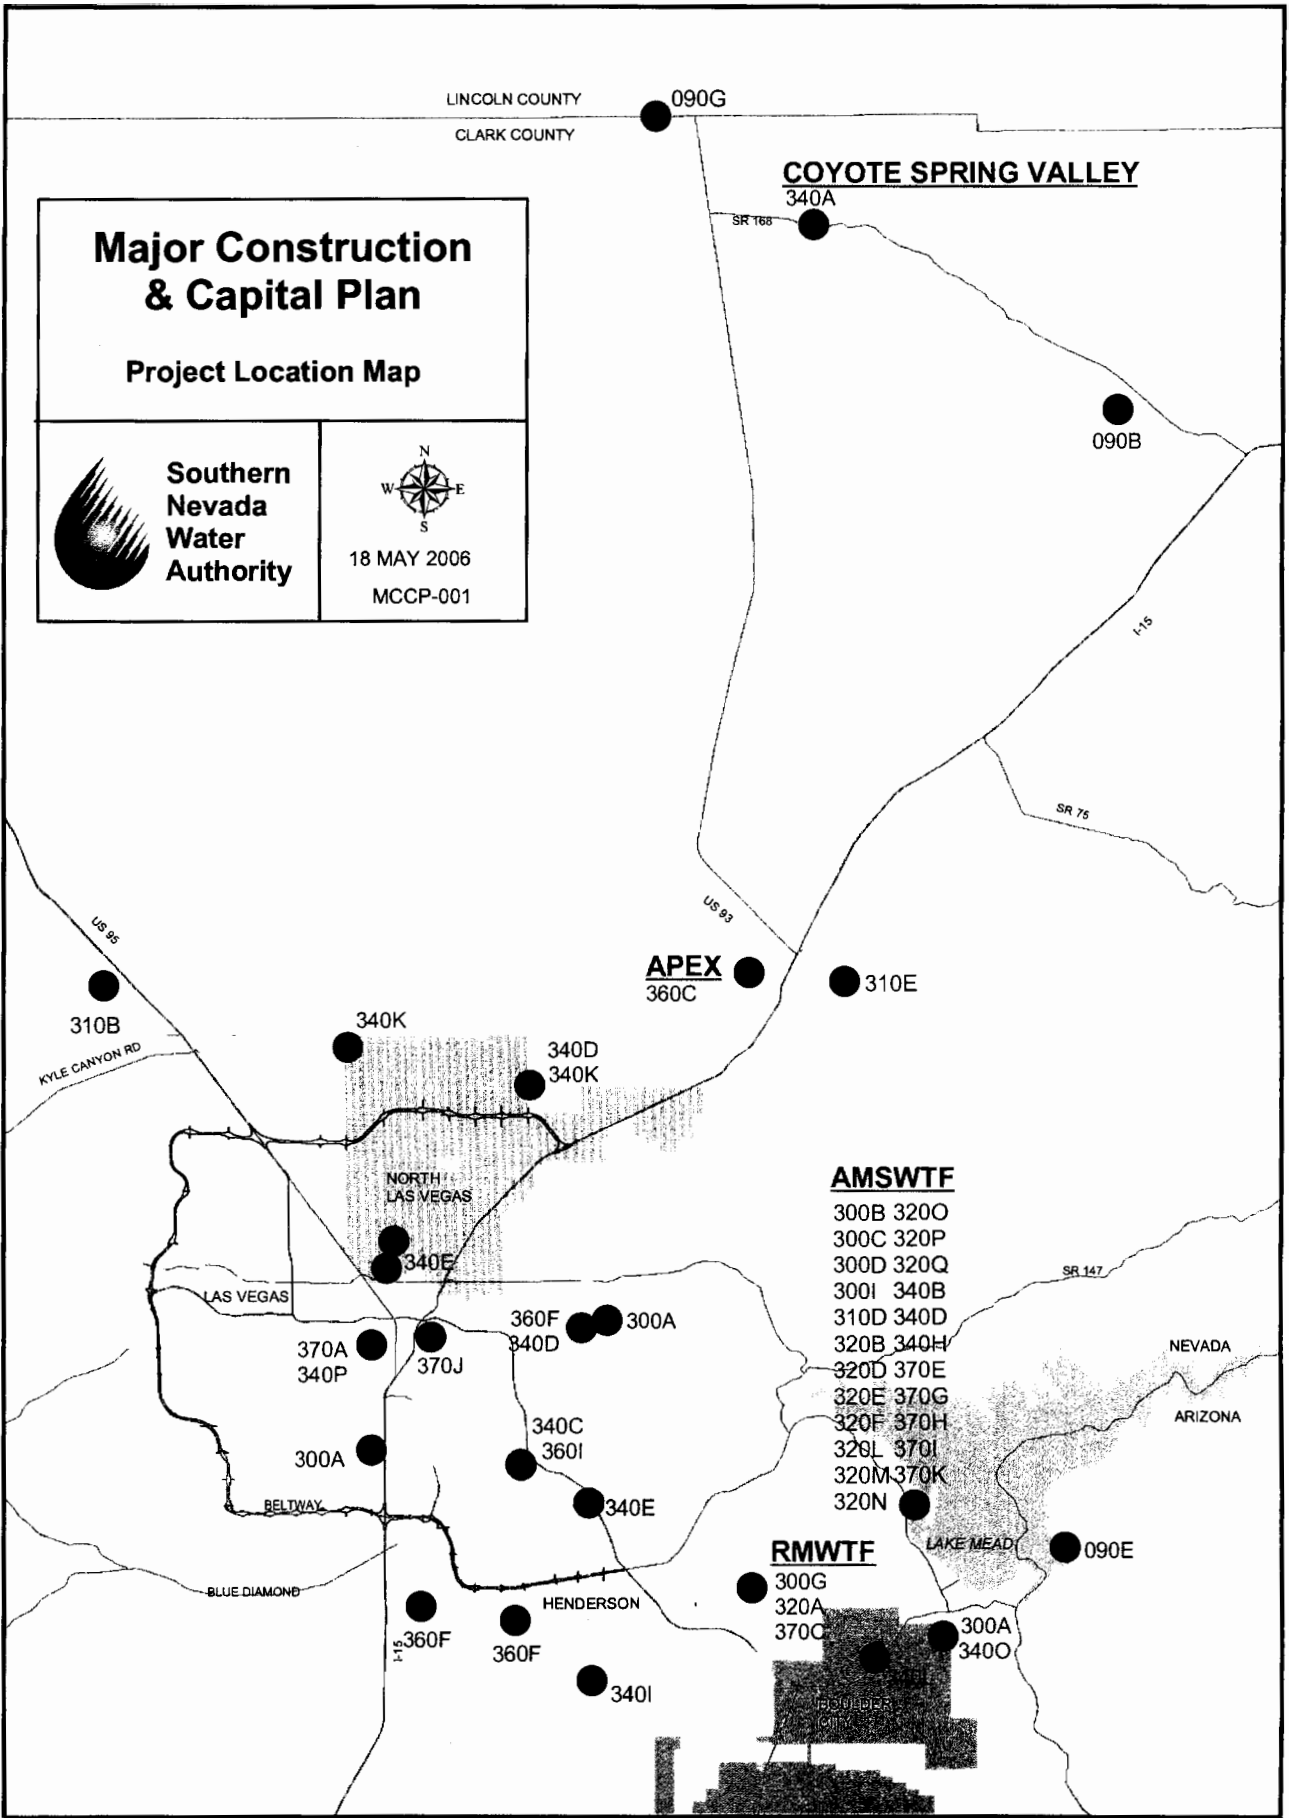 LINCOLN COUNTY
CLARK COUNTY
090G
COYOTE SPRING VALLEY
340A
SR 168
Major Construction
& Capital Plan
Project Location Map
Southern
Nevada
Water
Authority
N
W E
S
18 MAY 2006
MCCP-001
090B
I-15
SR 75
US 93
US 95
APEX
360C
310E
310B
KYLE CANYON RD
340K
340D
340K
NORTH
LAS VEGAS
340E
LAS VEGAS
AMSWTF
300B 320O
300C 320P
300D 320Q
300I 340B
310D 340D
320B 340H
320D 370E
320E 370G
320F 370H
320L 370I
320M 370K
320N
SR 147
NEVADA
ARIZONA
360F
340D
300A
370A
340P
370J
340C
360I
300A
340E
BELTWAY
LAKE MEAD
090E
RMWTF
300G
320A
370C
BLUE DIAMOND
HENDERSON
360F
I-15
360F
340I
300A
340O
BOULDER
CITY